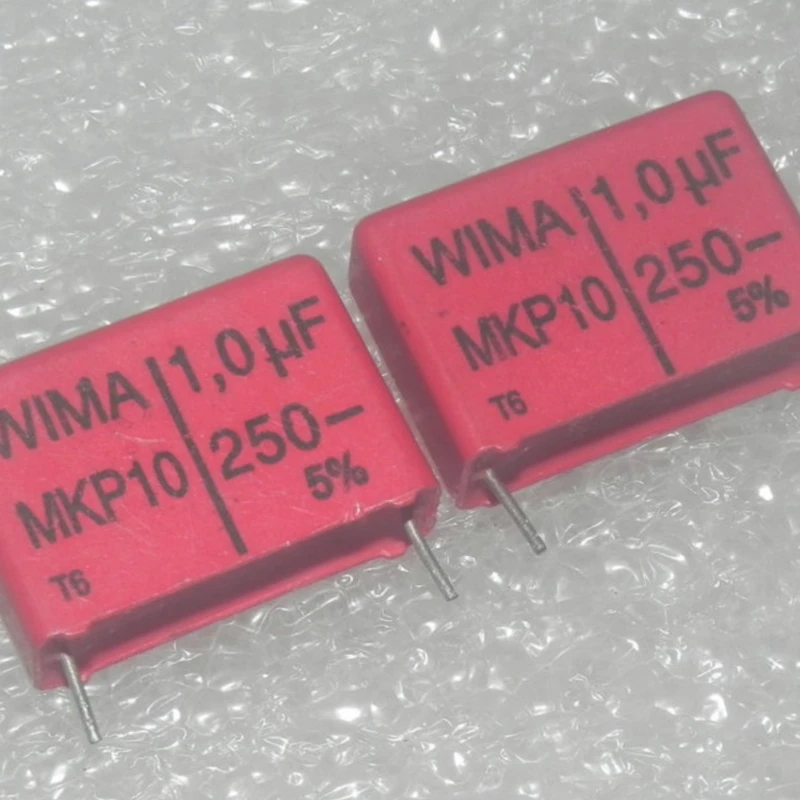 WIMA
MKP10
T6
1,0µF
250–
5%
WIMA
MKP10
T6
1,0µF
250–
5%